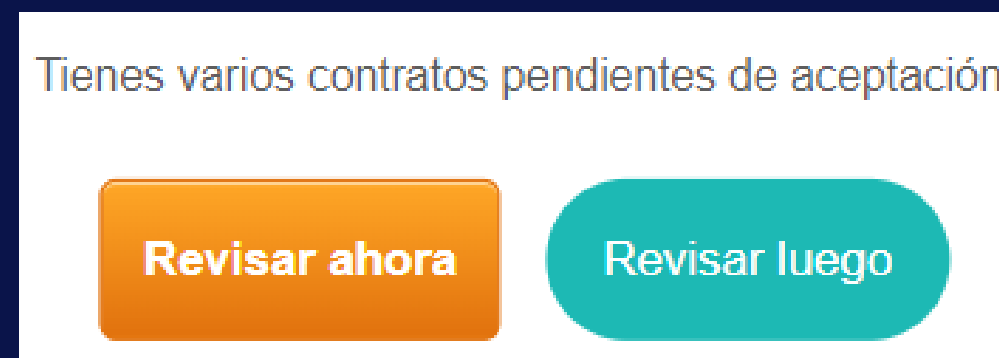 Tienes varios contratos pendientes de aceptación
Revisar ahora
Revisar luego